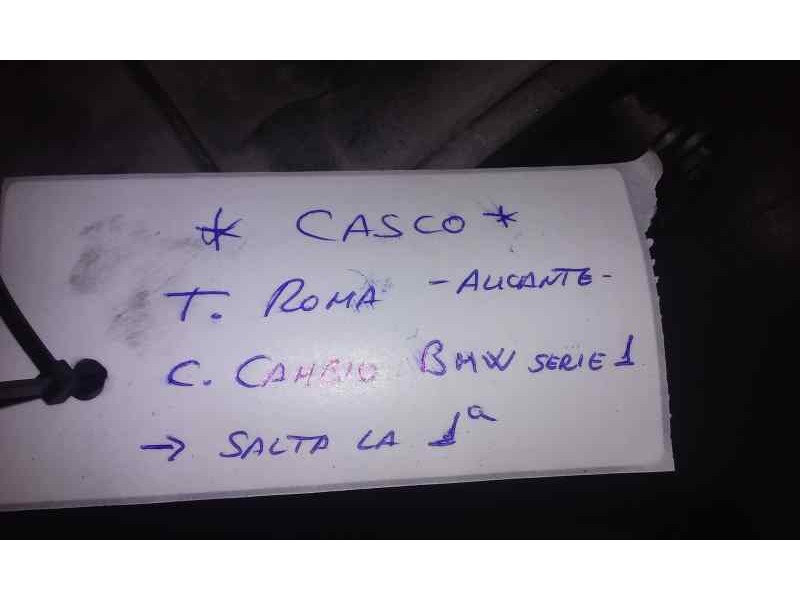 * CASCO *
T. ROMA - ALICANTE -
C. CAMBIO BMW SERIE 1
→ SALTA LA 1ª